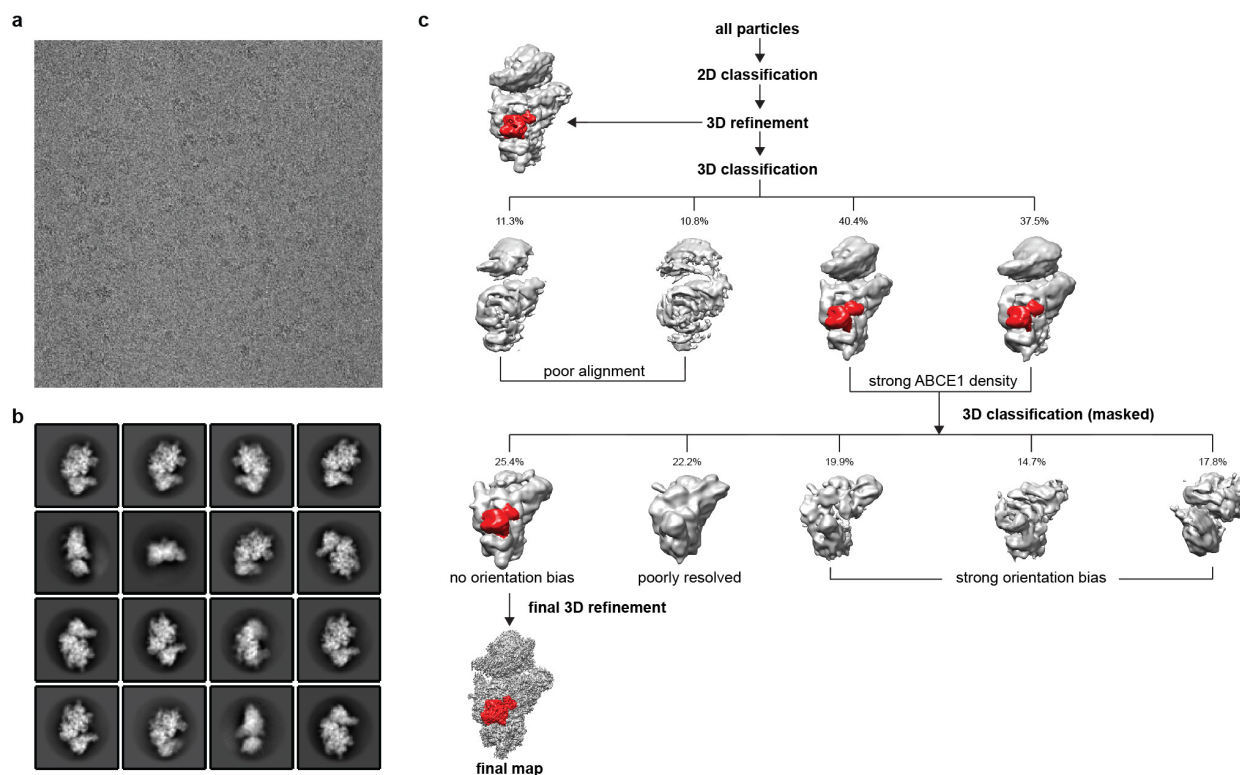 a
c
all particles
2D classification
3D refinement
3D classification
11.3%
10.8%
40.4%
37.5%
poor alignment
strong ABCE1 density
3D classification (masked)
b
25.4%
22.2%
19.9%
14.7%
17.8%
no orientation bias
poorly resolved
strong orientation bias
final 3D refinement
final map